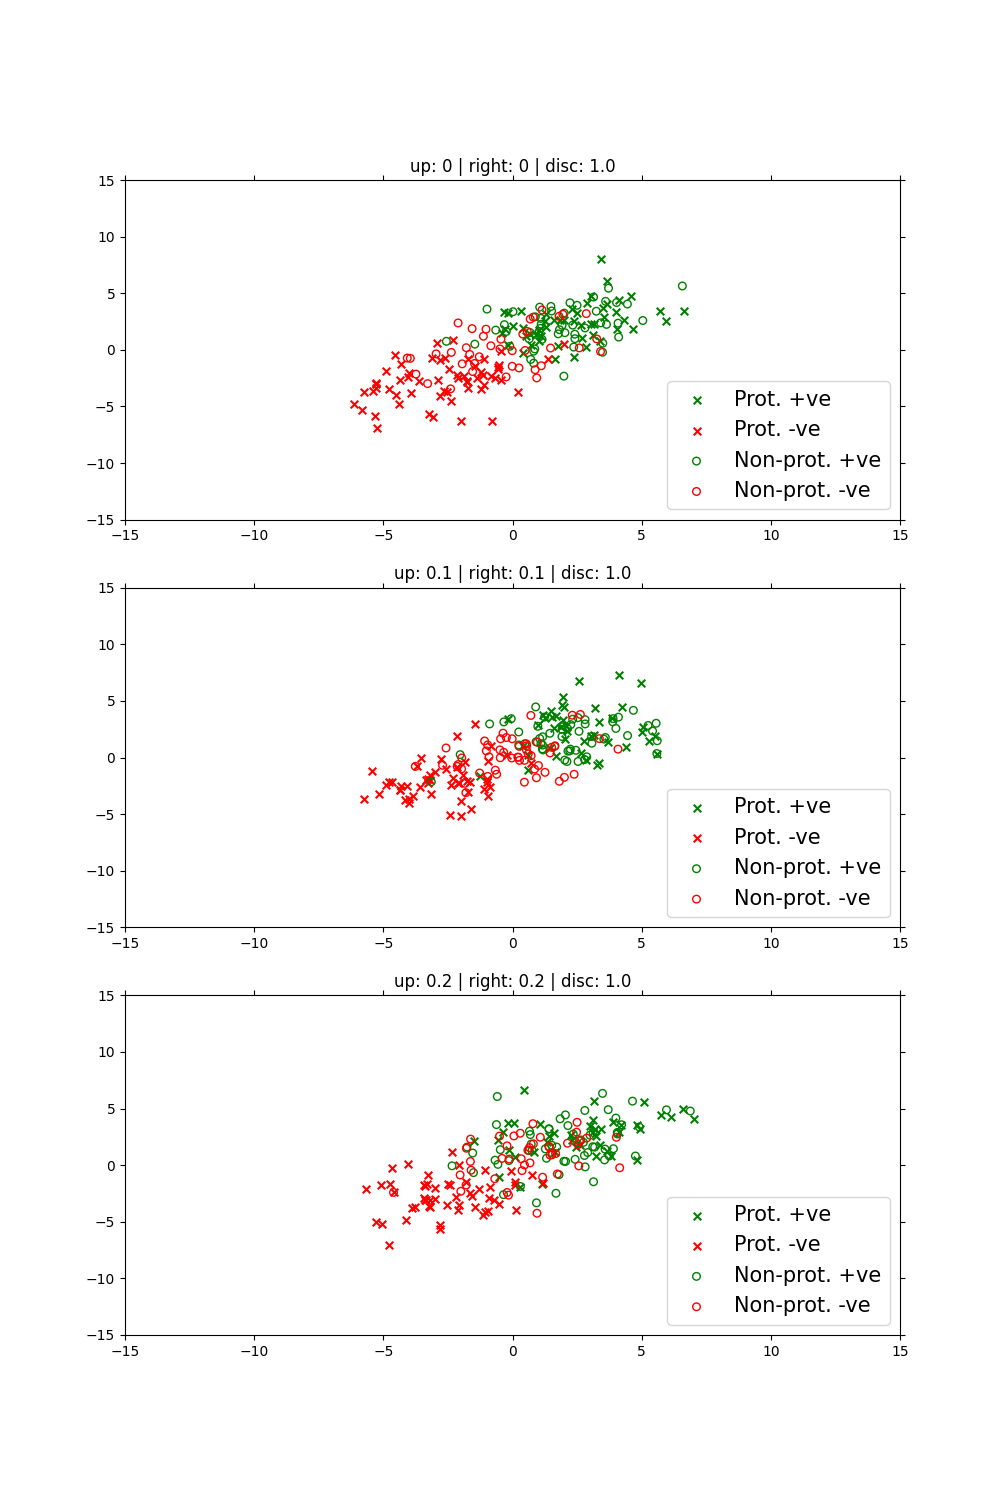 up: 0 | right: 0 | disc: 1.0
15
10
5
0
−5
−10
−15
−15 −10 −5 0 5 10 15
Prot. +ve
Prot. -ve
Non-prot. +ve
Non-prot. -ve
up: 0.1 | right: 0.1 | disc: 1.0
15
10
5
0
−5
−10
−15
−15 −10 −5 0 5 10 15
Prot. +ve
Prot. -ve
Non-prot. +ve
Non-prot. -ve
up: 0.2 | right: 0.2 | disc: 1.0
15
10
5
0
−5
−10
−15
−15 −10 −5 0 5 10 15
Prot. +ve
Prot. -ve
Non-prot. +ve
Non-prot. -ve